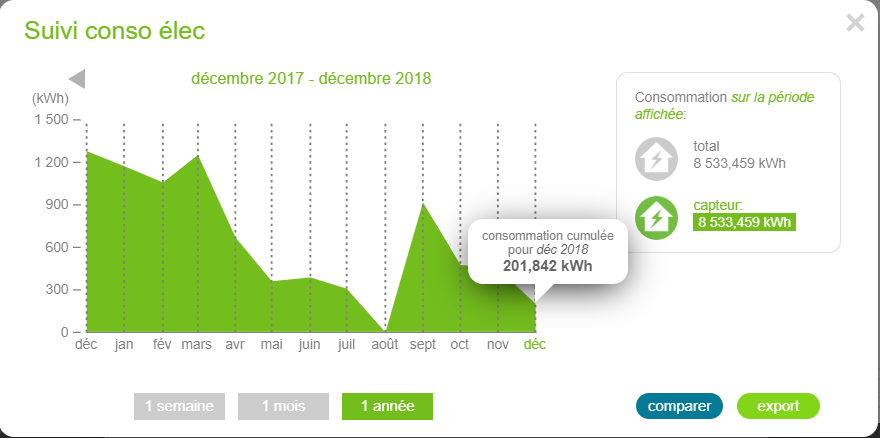 Suivi conso élec
décembre 2017 - décembre 2018
(kWh)
1 500
1 200
900
600
300
0
déc jan fév mars avr mai juin juil août sept oct nov déc
consommation cumulée
pour déc 2018
201,842 kWh
Consommation sur la période
affichée:
total
8 533,459 kWh
capteur:
8 533,459 kWh
1 semaine 1 mois 1 année
comparer export